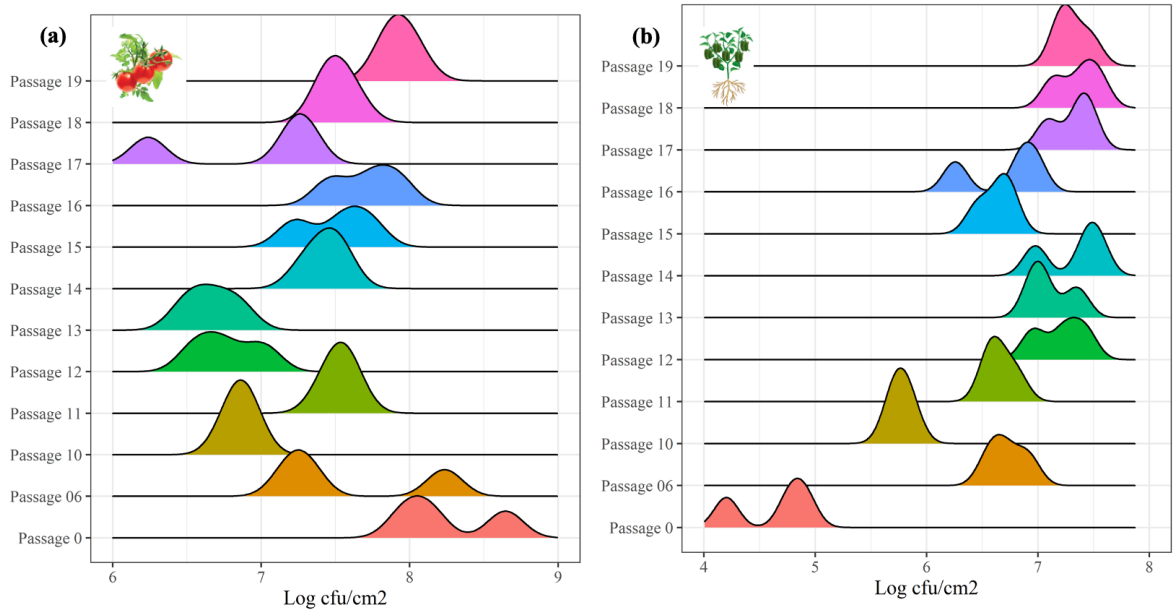 (a)
Passage 19
Passage 18
Passage 17
Passage 16
Passage 15
Passage 14
Passage 13
Passage 12
Passage 11
Passage 10
Passage 06
Passage 0
6 7 8 9
Log cfu/cm2
(b)
Passage 19
Passage 18
Passage 17
Passage 16
Passage 15
Passage 14
Passage 13
Passage 12
Passage 11
Passage 10
Passage 06
Passage 0
4 5 6 7 8
Log cfu/cm2